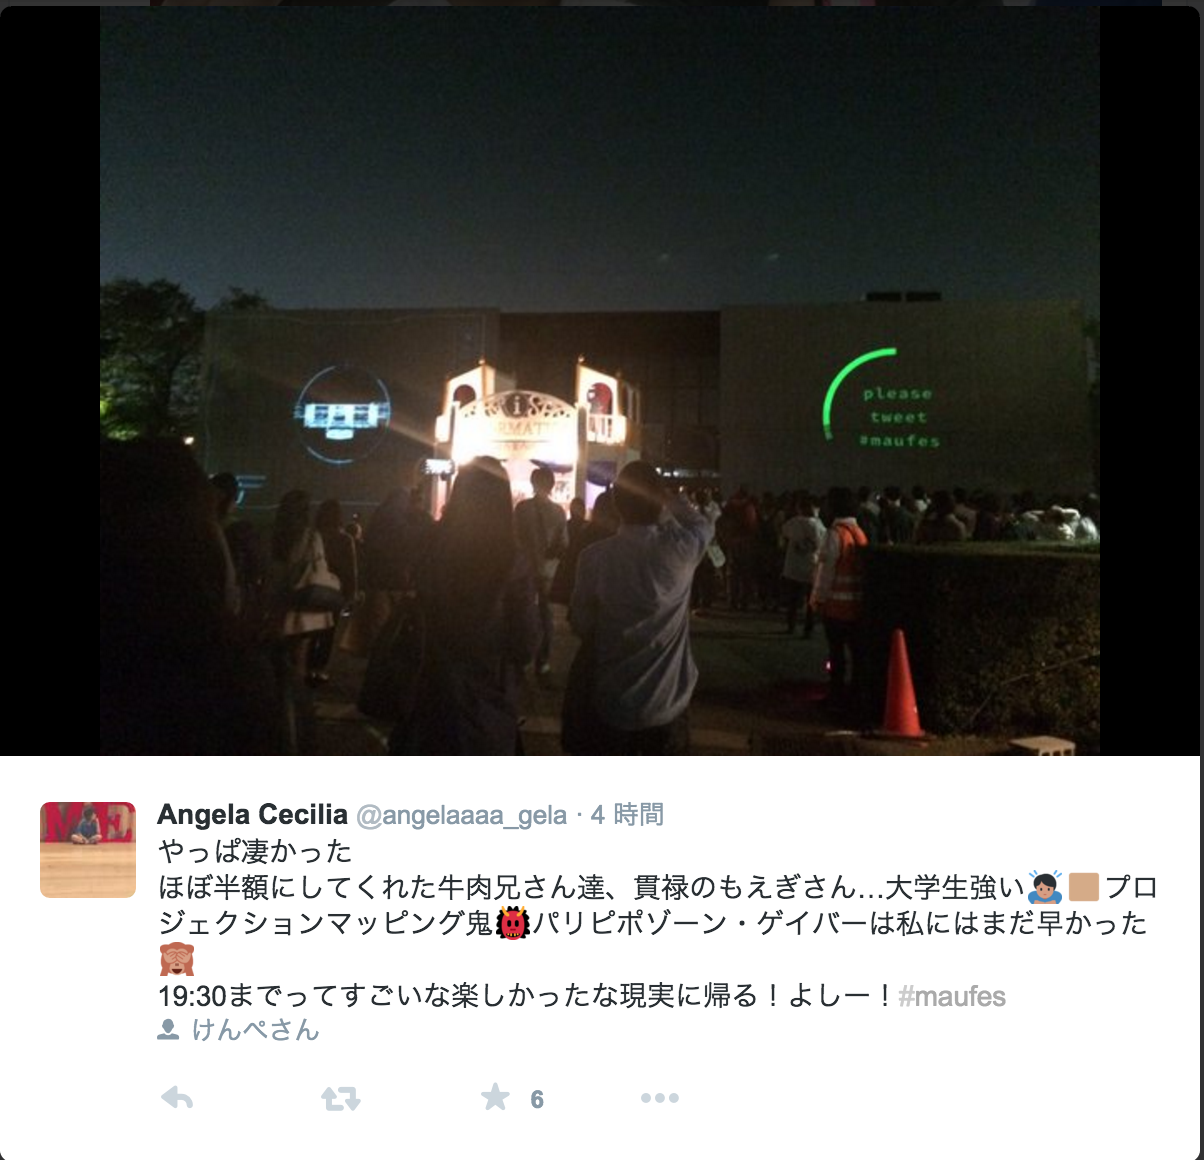 i
please
tweet
#maufes
Angela Cecilia @angelaaaa_gela · 4 時間
やっぱ凄かった
ほぼ半額にしてくれた牛肉兄さん達、貫禄のもえぎさん...大学生強い🙇🏽プロ
ジェクションマッピング鬼👹パリピポゾーン・ゲイバーは私にはまだ早かった
🙈
19:30までってすごいな楽しかったな現実に帰る！よしー！#maufes
けんぺさん
6